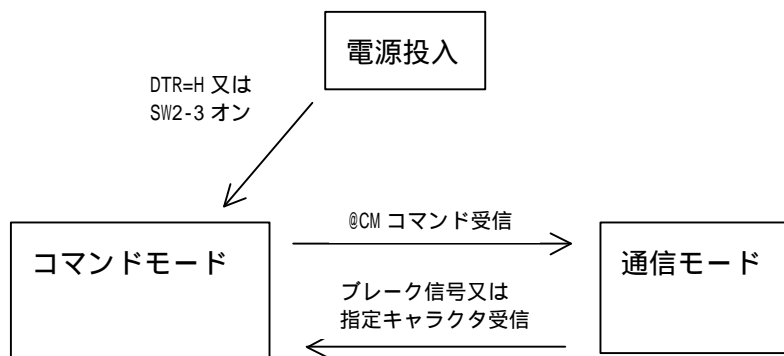 電源投入
DTR=H 又は
SW2-3 オン
@CM コマンド受信
コマンドモード
通信モード
ブレーク信号又は
指定キャラクタ受信